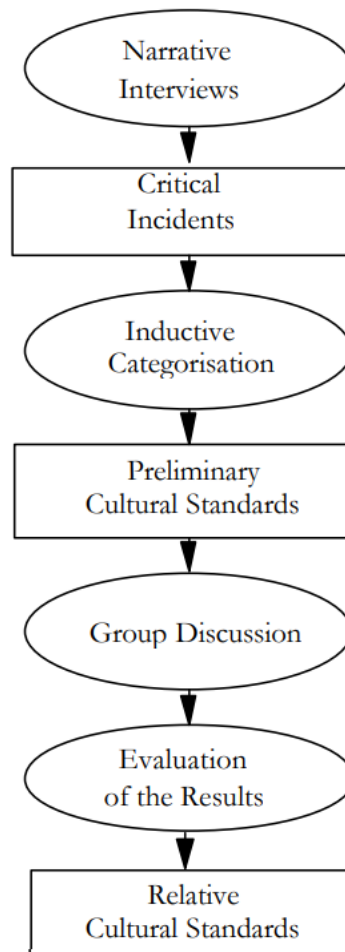 Narrative
Interviews
Critical
Incidents
Inductive
Categorisation
Preliminary
Cultural Standards
Group Discussion
Evaluation
of the Results
Relative
Cultural Standards